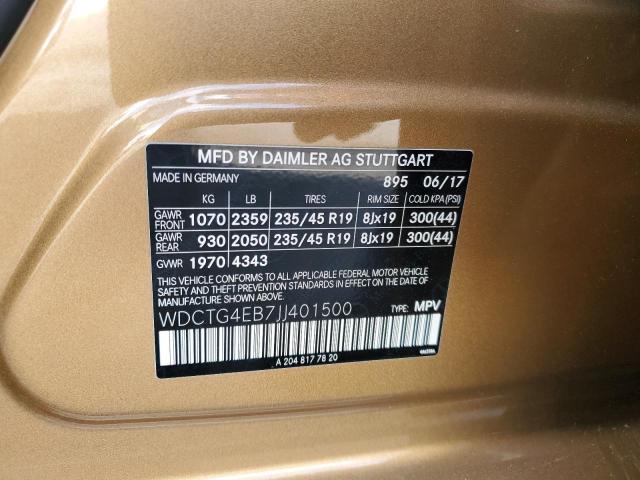 MFD BY DAIMLER AG STUTTGART
MADE IN GERMANY 895 06/17
KG LB TIRES RIM SIZE COLD KPA(PSI)
GAWR FRONT 1070 2359 235/45 R19 8Jx19 300(44)
GAWR REAR 930 2050 235/45 R19 8Jx19 300(44)
GVWR 1970 4343
THIS VEHICLE CONFORMS TO ALL APPLICABLE FEDERAL MOTOR VEHICLE
SAFETY AND THEFT PREVENTION STANDARDS IN EFFECT ON THE DATE OF
MANUFACTURE SHOWN ABOVE.
WDCTG4EB7JJ401500 TYPE: MPV
A 204 817 78 20